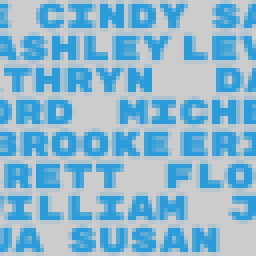 E CINDY SA
ASHLEY LEV
THRYN DA
ORD MICHE
BROOKE ERI
RETT FLO
WILLIAM J
UA SUSAN